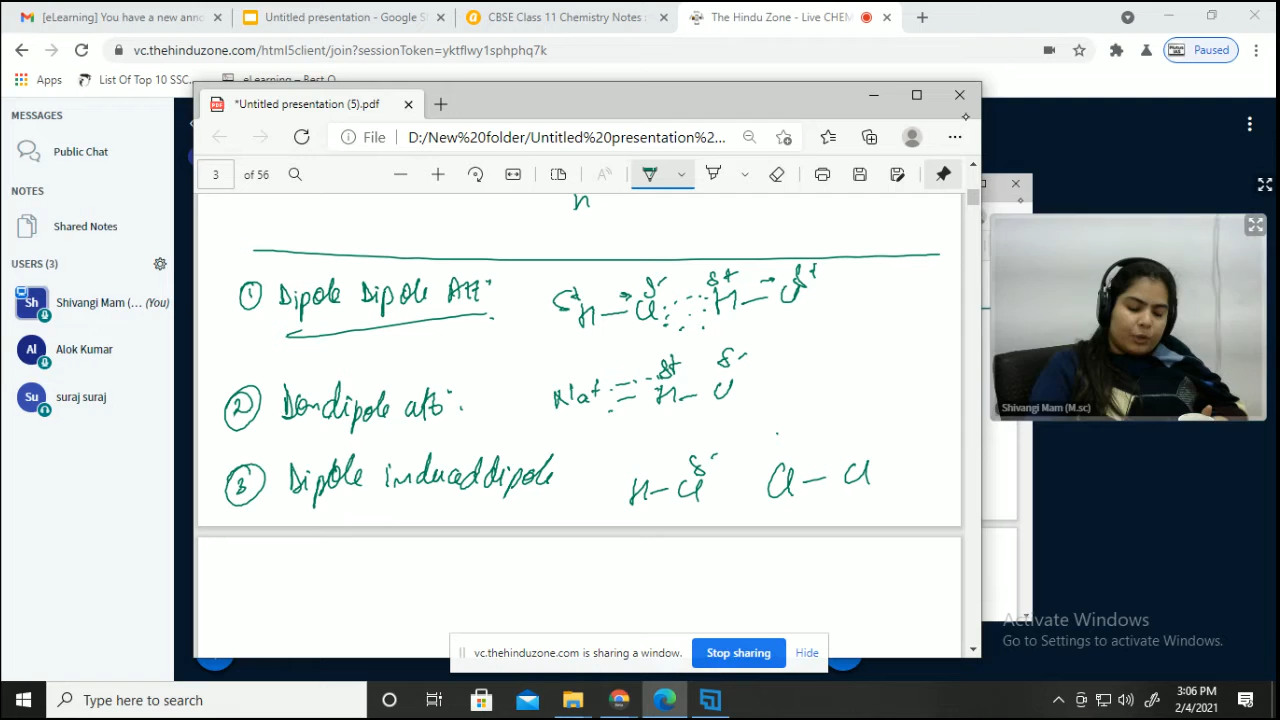 [eLearning] You have a new anno
Untitled presentation - Google S
CBSE Class 11 Chemistry Notes :
The Hindu Zone - Live CHEM
vc.thehinduzone.com/html5client/join?sessionToken=yktflwy1sphphq7k
Paused
Apps
List Of Top 10 SSC...
eLearning – Best O
MESSAGES
Public Chat
NOTES
Shared Notes
USERS (3)
Sh Shivangi Mam (... (You)
Al Alok Kumar
Su suraj suraj
*Untitled presentation (5).pdf
File D:/New%20folder/Untitled%20presentation%2...
3 of 56
n
① Dipole Dipole Att: δ+ H — Cl δ- δ+ H — Cl δ+
② Dondipole att: Na+ δ+ H - Cl δ-
③ Dipole induced dipole H - Cl δ- Cl - Cl
Shivangi Mam (M.sc)
Activate Windows
Go to Settings to activate Windows.
vc.thehinduzone.com is sharing a window. Stop sharing Hide
Type here to search
3:06 PM
2/4/2021